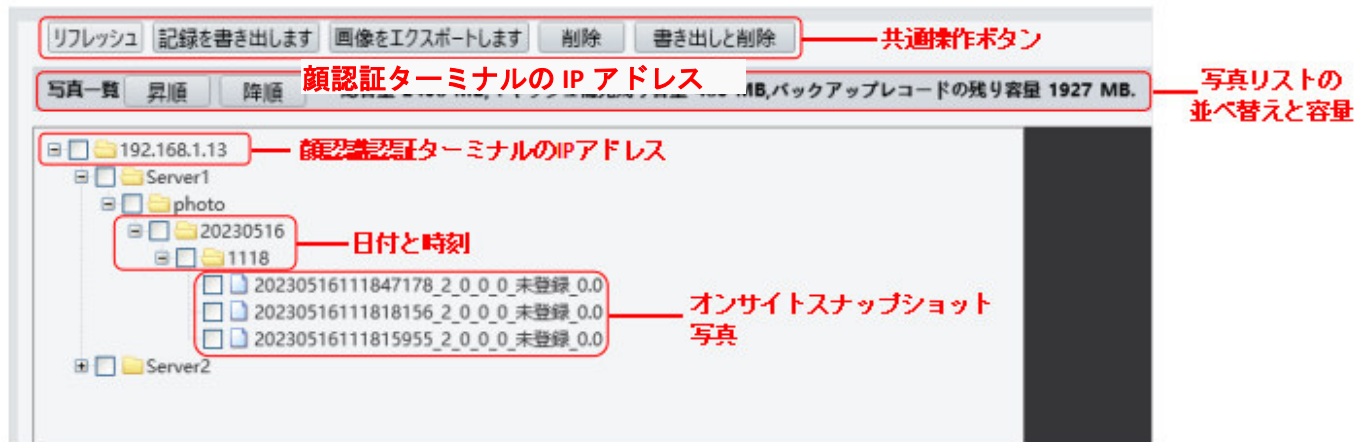 リフレッシュ 記録を書き出します 画像をエクスポートします 削除 書き出しと削除 共通操作ボタン
顔認証ターミナルの IP アドレス
写真一覧 昇順 降順 MB,バックアップレコードの残り容量 1927 MB.
写真リストの
並べ替えと容量
192.168.1.13 ターミナルのIPアドレス
Server1
photo
20230516
日付と時刻
1118
20230516111847178_2_0_0_0_未登録_0.0
20230516111818156_2_0_0_0_未登録_0.0
オンサイトスナップショット
写真
20230516111815955_2_0_0_0_未登録_0.0
Server2